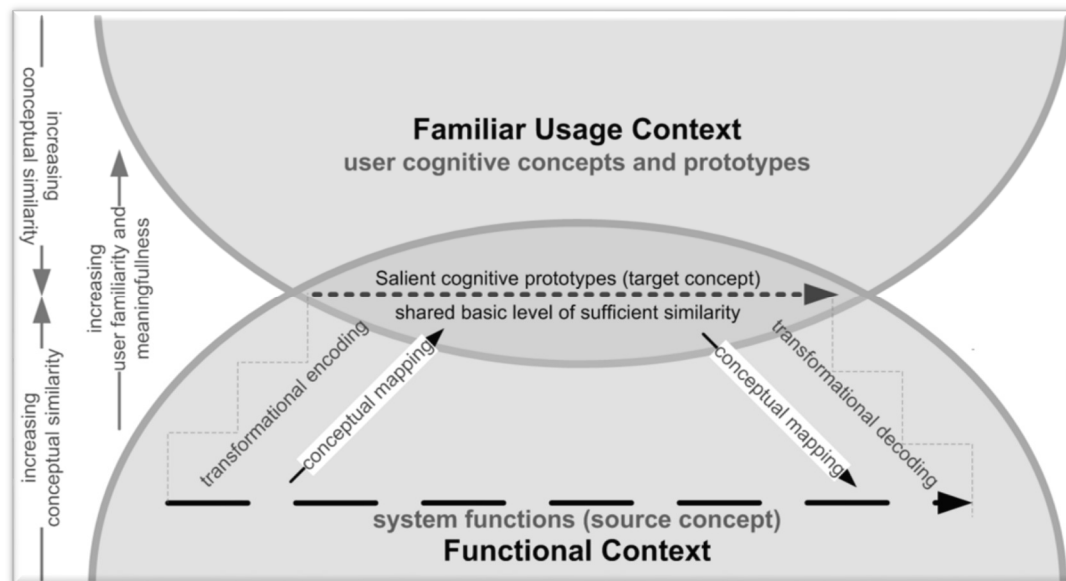 Familiar Usage Context
user cognitive concepts and prototypes
increasing
conceptual similarity
increasing
user familiarity and
meaningfullness
increasing
conceptual similarity
Salient cognitive prototypes (target concept)
shared basic level of sufficient similarity
transformational encoding
conceptual mapping
conceptual mapping
transformational decoding
system functions (source concept)
Functional Context